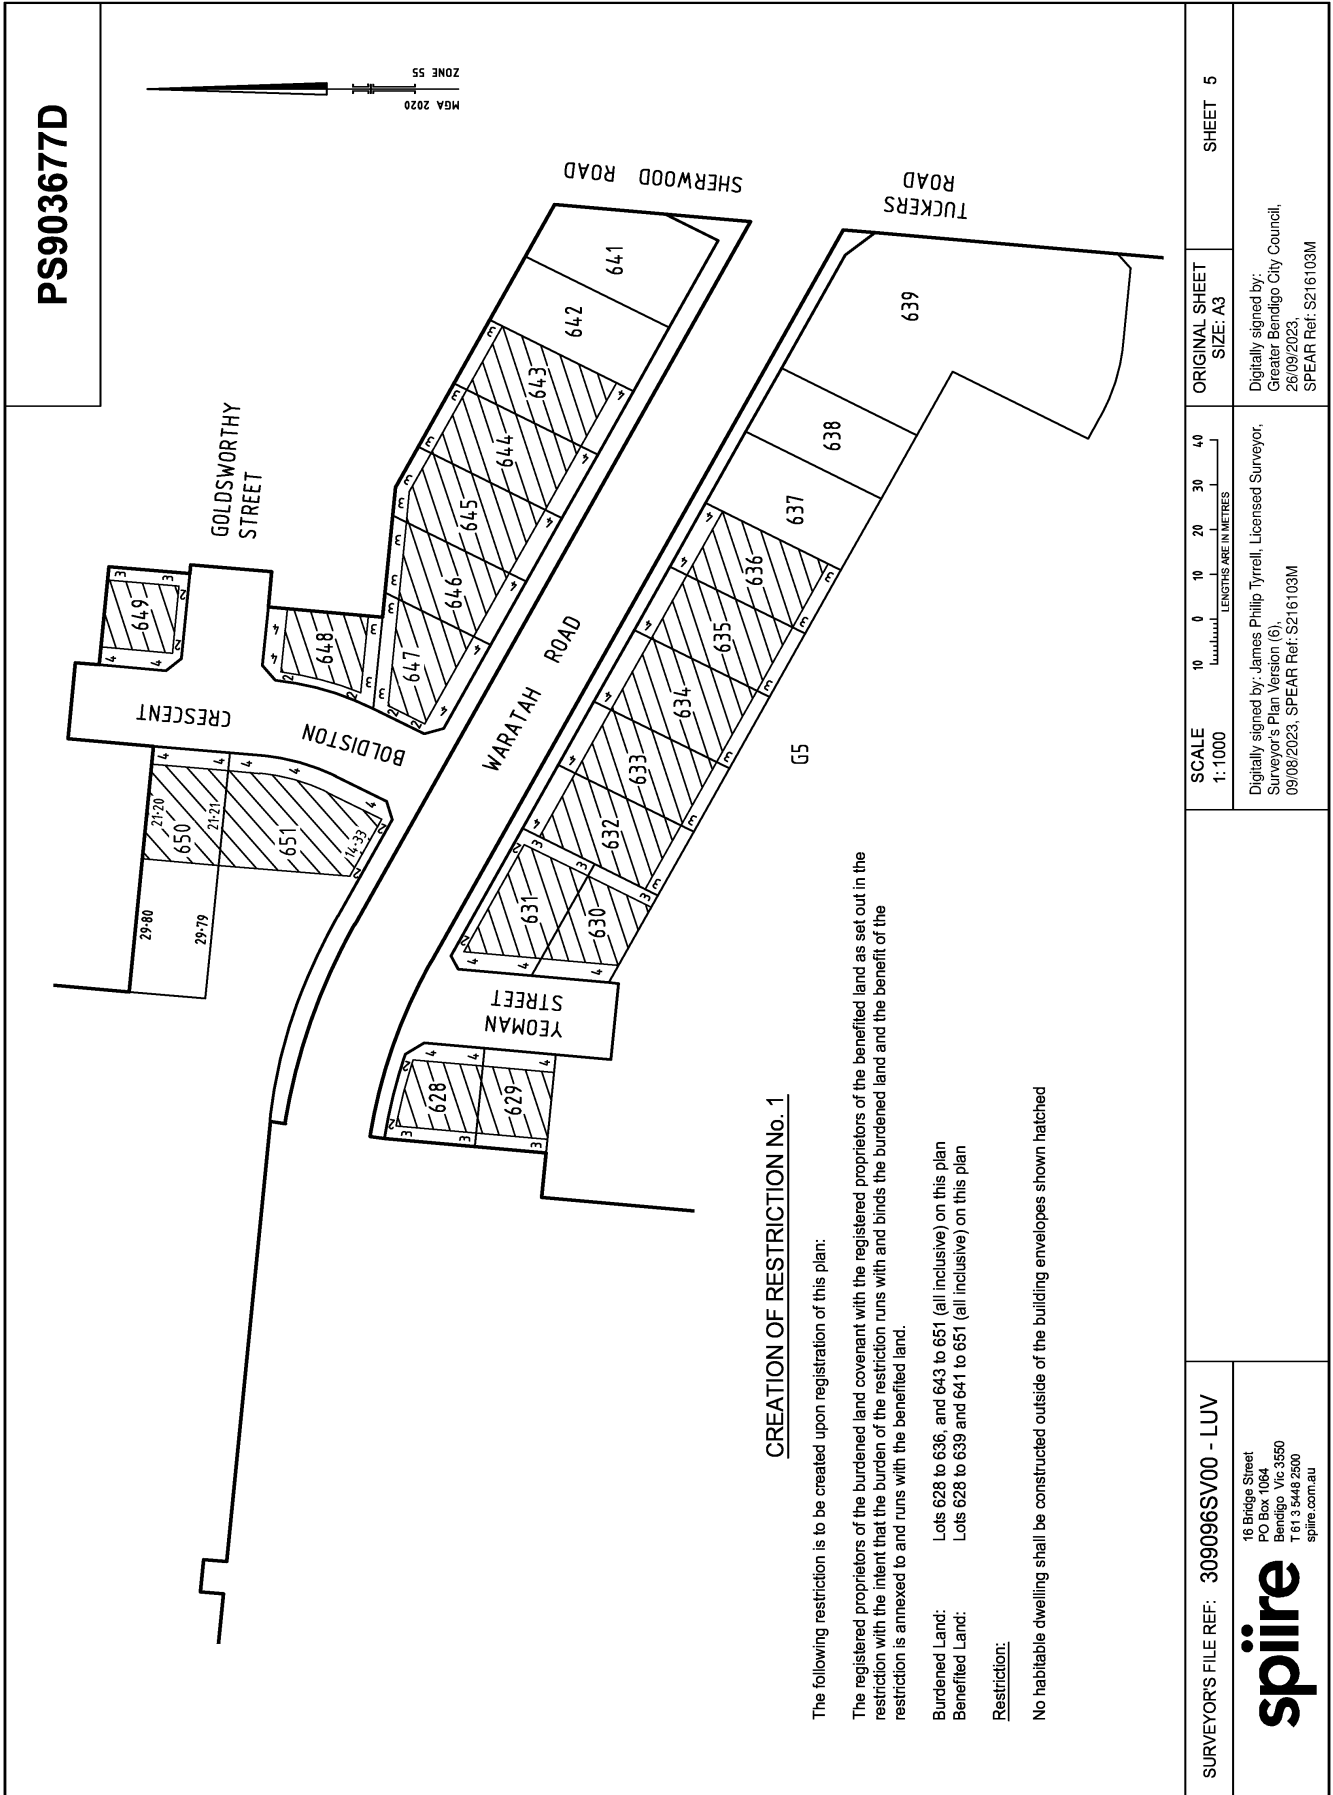 PS903677D
MGA 2020
ZONE 55
GOLDSWORTHY
STREET
SHERWOOD ROAD
TUCKERS
ROAD
BOLDISTON
CRESCENT
WARATAH ROAD
YEOMAN
STREET
G5
628
629
630
631
632
633
634
635
636
637
638
639
641
642
643
644
645
646
647
648
649
650
651
21·20
21·21
14·33
29·80
29·79
CREATION OF RESTRICTION No. 1
The following restriction is to be created upon registration of this plan:
The registered proprietors of the burdened land covenant with the registered proprietors of the benefited land as set out in the
restriction with the intent that the burden of the restriction runs with and binds the burdened land and the benefit of the
restriction is annexed to and runs with the benefited land.
Burdened Land: Lots 628 to 636, and 643 to 651 (all inclusive) on this plan
Benefited Land: Lots 628 to 639 and 641 to 651 (all inclusive) on this plan
Restriction:
No habitable dwelling shall be constructed outside of the building envelopes shown hatched
SURVEYOR'S FILE REF: 309096SV00 - LUV
spiire
16 Bridge Street
PO Box 1064
Bendigo Vic 3550
T 61 3 5448 2500
spiire.com.au
SCALE
1:1000
10 0 10 20 30 40
LENGTHS ARE IN METRES
ORIGINAL SHEET
SIZE: A3
SHEET 5
Digitally signed by: James Philip Tyrrell, Licensed Surveyor,
Surveyor's Plan Version (6),
09/08/2023, SPEAR Ref: S216103M
Digitally signed by:
Greater Bendigo City Council,
26/09/2023,
SPEAR Ref: S216103M